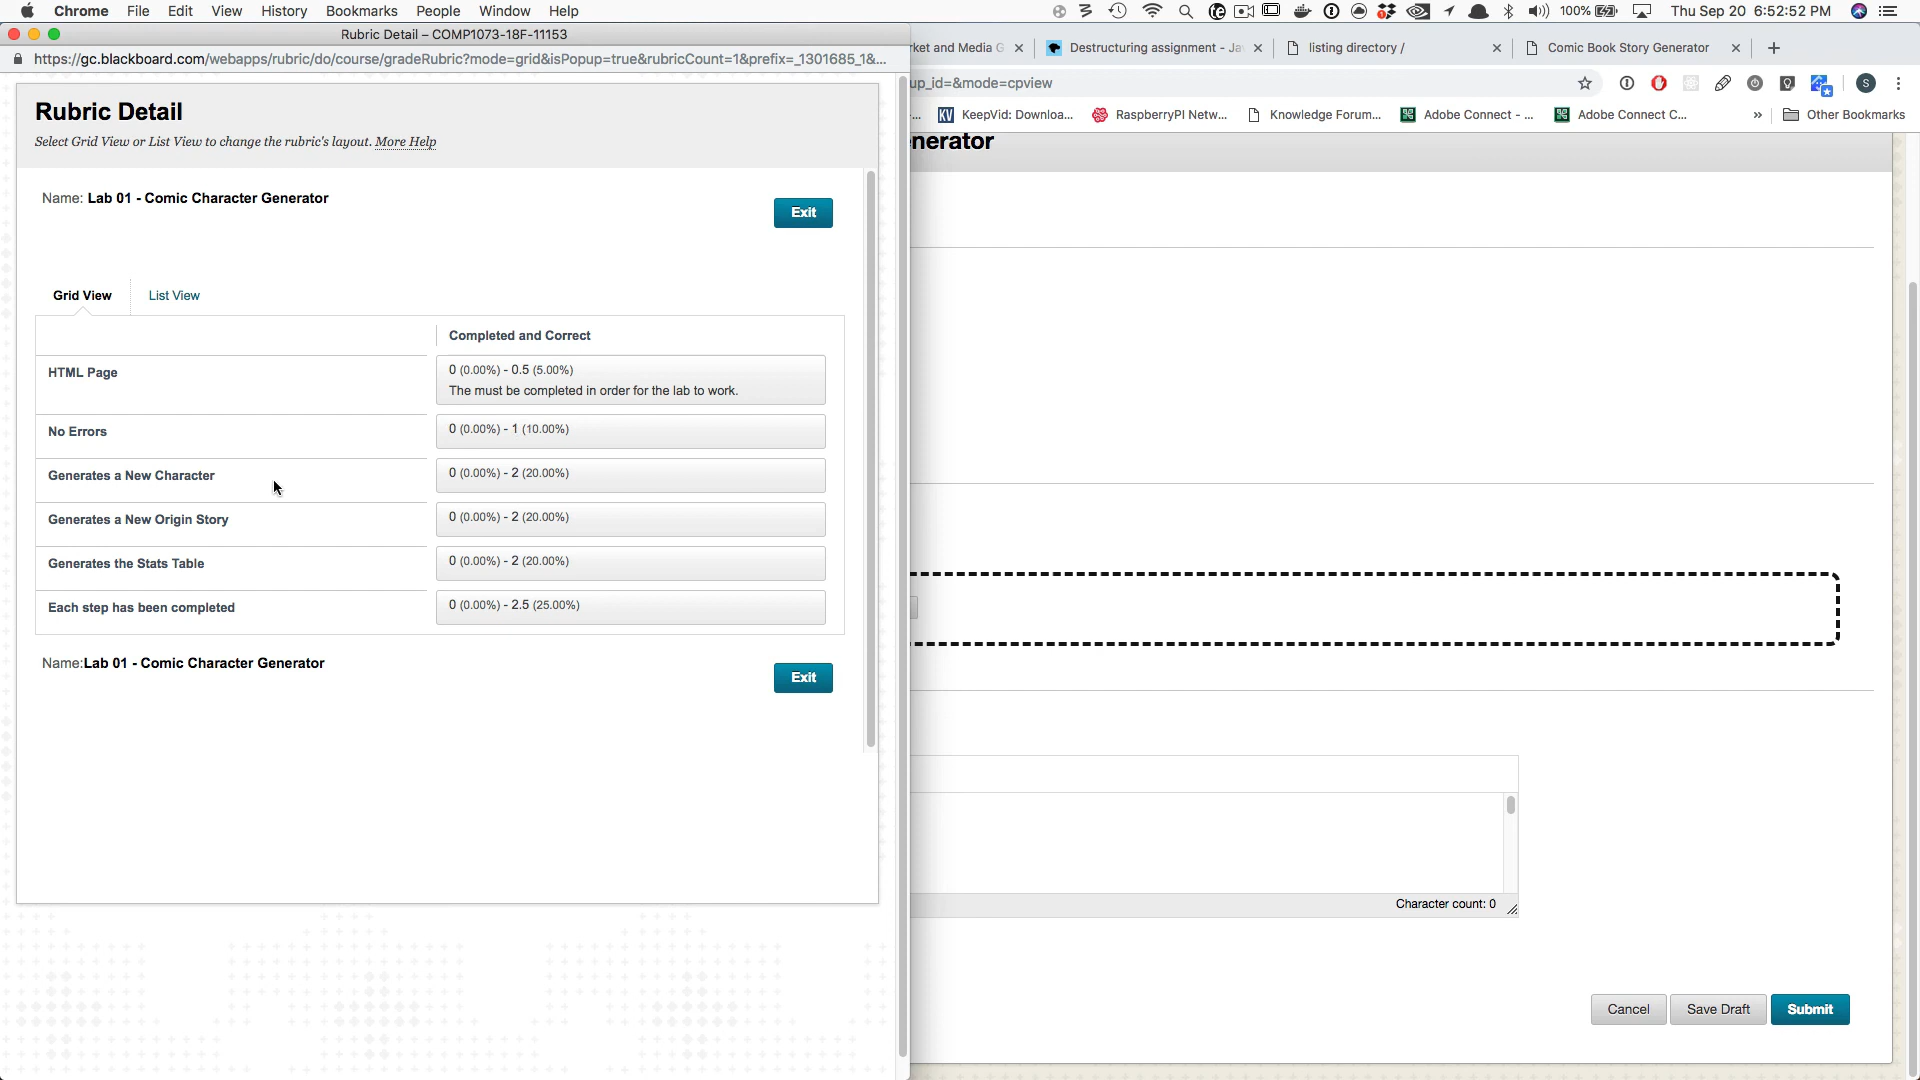 Chrome File Edit View History Bookmarks People Window Help
100% Thu Sep 20 6:52:52 PM
Rubric Detail – COMP1073-18F-11153
https://gc.blackboard.com/webapps/rubric/do/course/gradeRubric?mode=grid&isPopup=true&rubricCount=1&prefix=_1301685_1&...
rket and Media G
Destructuring assignment - Ja
listing directory /
Comic Book Story Generator
up_id=&mode=cpview
S
KV KeepVid: Downloa...
RaspberryPI Netw...
Knowledge Forum...
Adobe Connect - ...
Adobe Connect C...
»
Other Bookmarks
nerator
Rubric Detail
Select Grid View or List View to change the rubric's layout. More Help
Name: Lab 01 - Comic Character Generator
Exit
Grid View List View
Completed and Correct
HTML Page
0 (0.00%) - 0.5 (5.00%)
The must be completed in order for the lab to work.
No Errors
0 (0.00%) - 1 (10.00%)
Generates a New Character
0 (0.00%) - 2 (20.00%)
Generates a New Origin Story
0 (0.00%) - 2 (20.00%)
Generates the Stats Table
0 (0.00%) - 2 (20.00%)
Each step has been completed
0 (0.00%) - 2.5 (25.00%)
Name:Lab 01 - Comic Character Generator
Exit
Character count: 0
Cancel
Save Draft
Submit